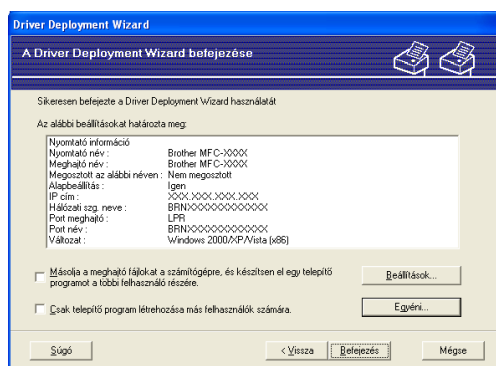 Driver Deployment Wizard
A Driver Deployment Wizard befejezése
Sikeresen befejezte a Driver Deployment Wizard használatát
Az alábbi beállításokat határozta meg:
Nyomtató információ
Nyomtató név : Brother MFC-XXXX
Meghajtó név : Brother MFC-XXXX
Megosztott az alábbi néven : Nem megosztott
Alapbeállítás : Igen
IP cím : XXX.XXX.XXX.XXX
Hálózati szg. neve : BRNXXXXXXXXXXXX
Port meghajtó : LPR
Port név : BRNXXXXXXXXXXXX
Változat : Windows 2000/XP/Vista (x86)
Másolja a meghajtó fájlokat a számítógépre, és készítsen el egy telepítő
programot a többi felhasználó részére.
Beállítások...
Csak telepítő program létrehozása más felhasználók számára.
Egyéni...
Súgó
< Vissza
Befejezés
Mégse